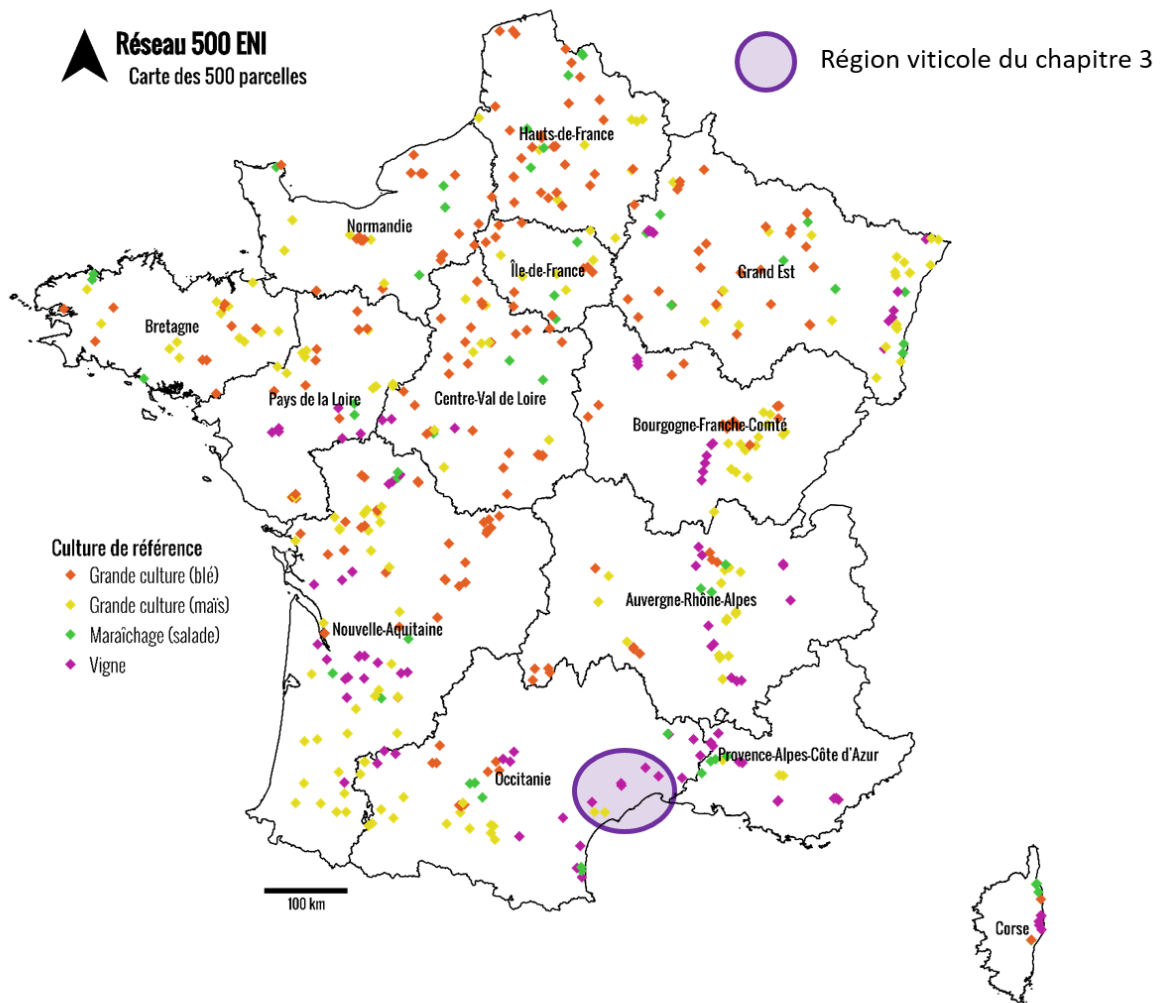 Réseau 500 ENI
Carte des 500 parcelles
Région viticole du chapitre 3
Hauts-de-France
Normandie
Île-de-France
Grand Est
Bretagne
Pays de la Loire
Centre-Val de Loire
Bourgogne-Franche-Comté
Culture de référence
Grande culture (blé)
Grande culture (maïs)
Maraîchage (salade)
Vigne
Auvergne-Rhône-Alpes
Nouvelle-Aquitaine
Provence-Alpes-Côte d'Azur
Occitanie
100 km
Corse